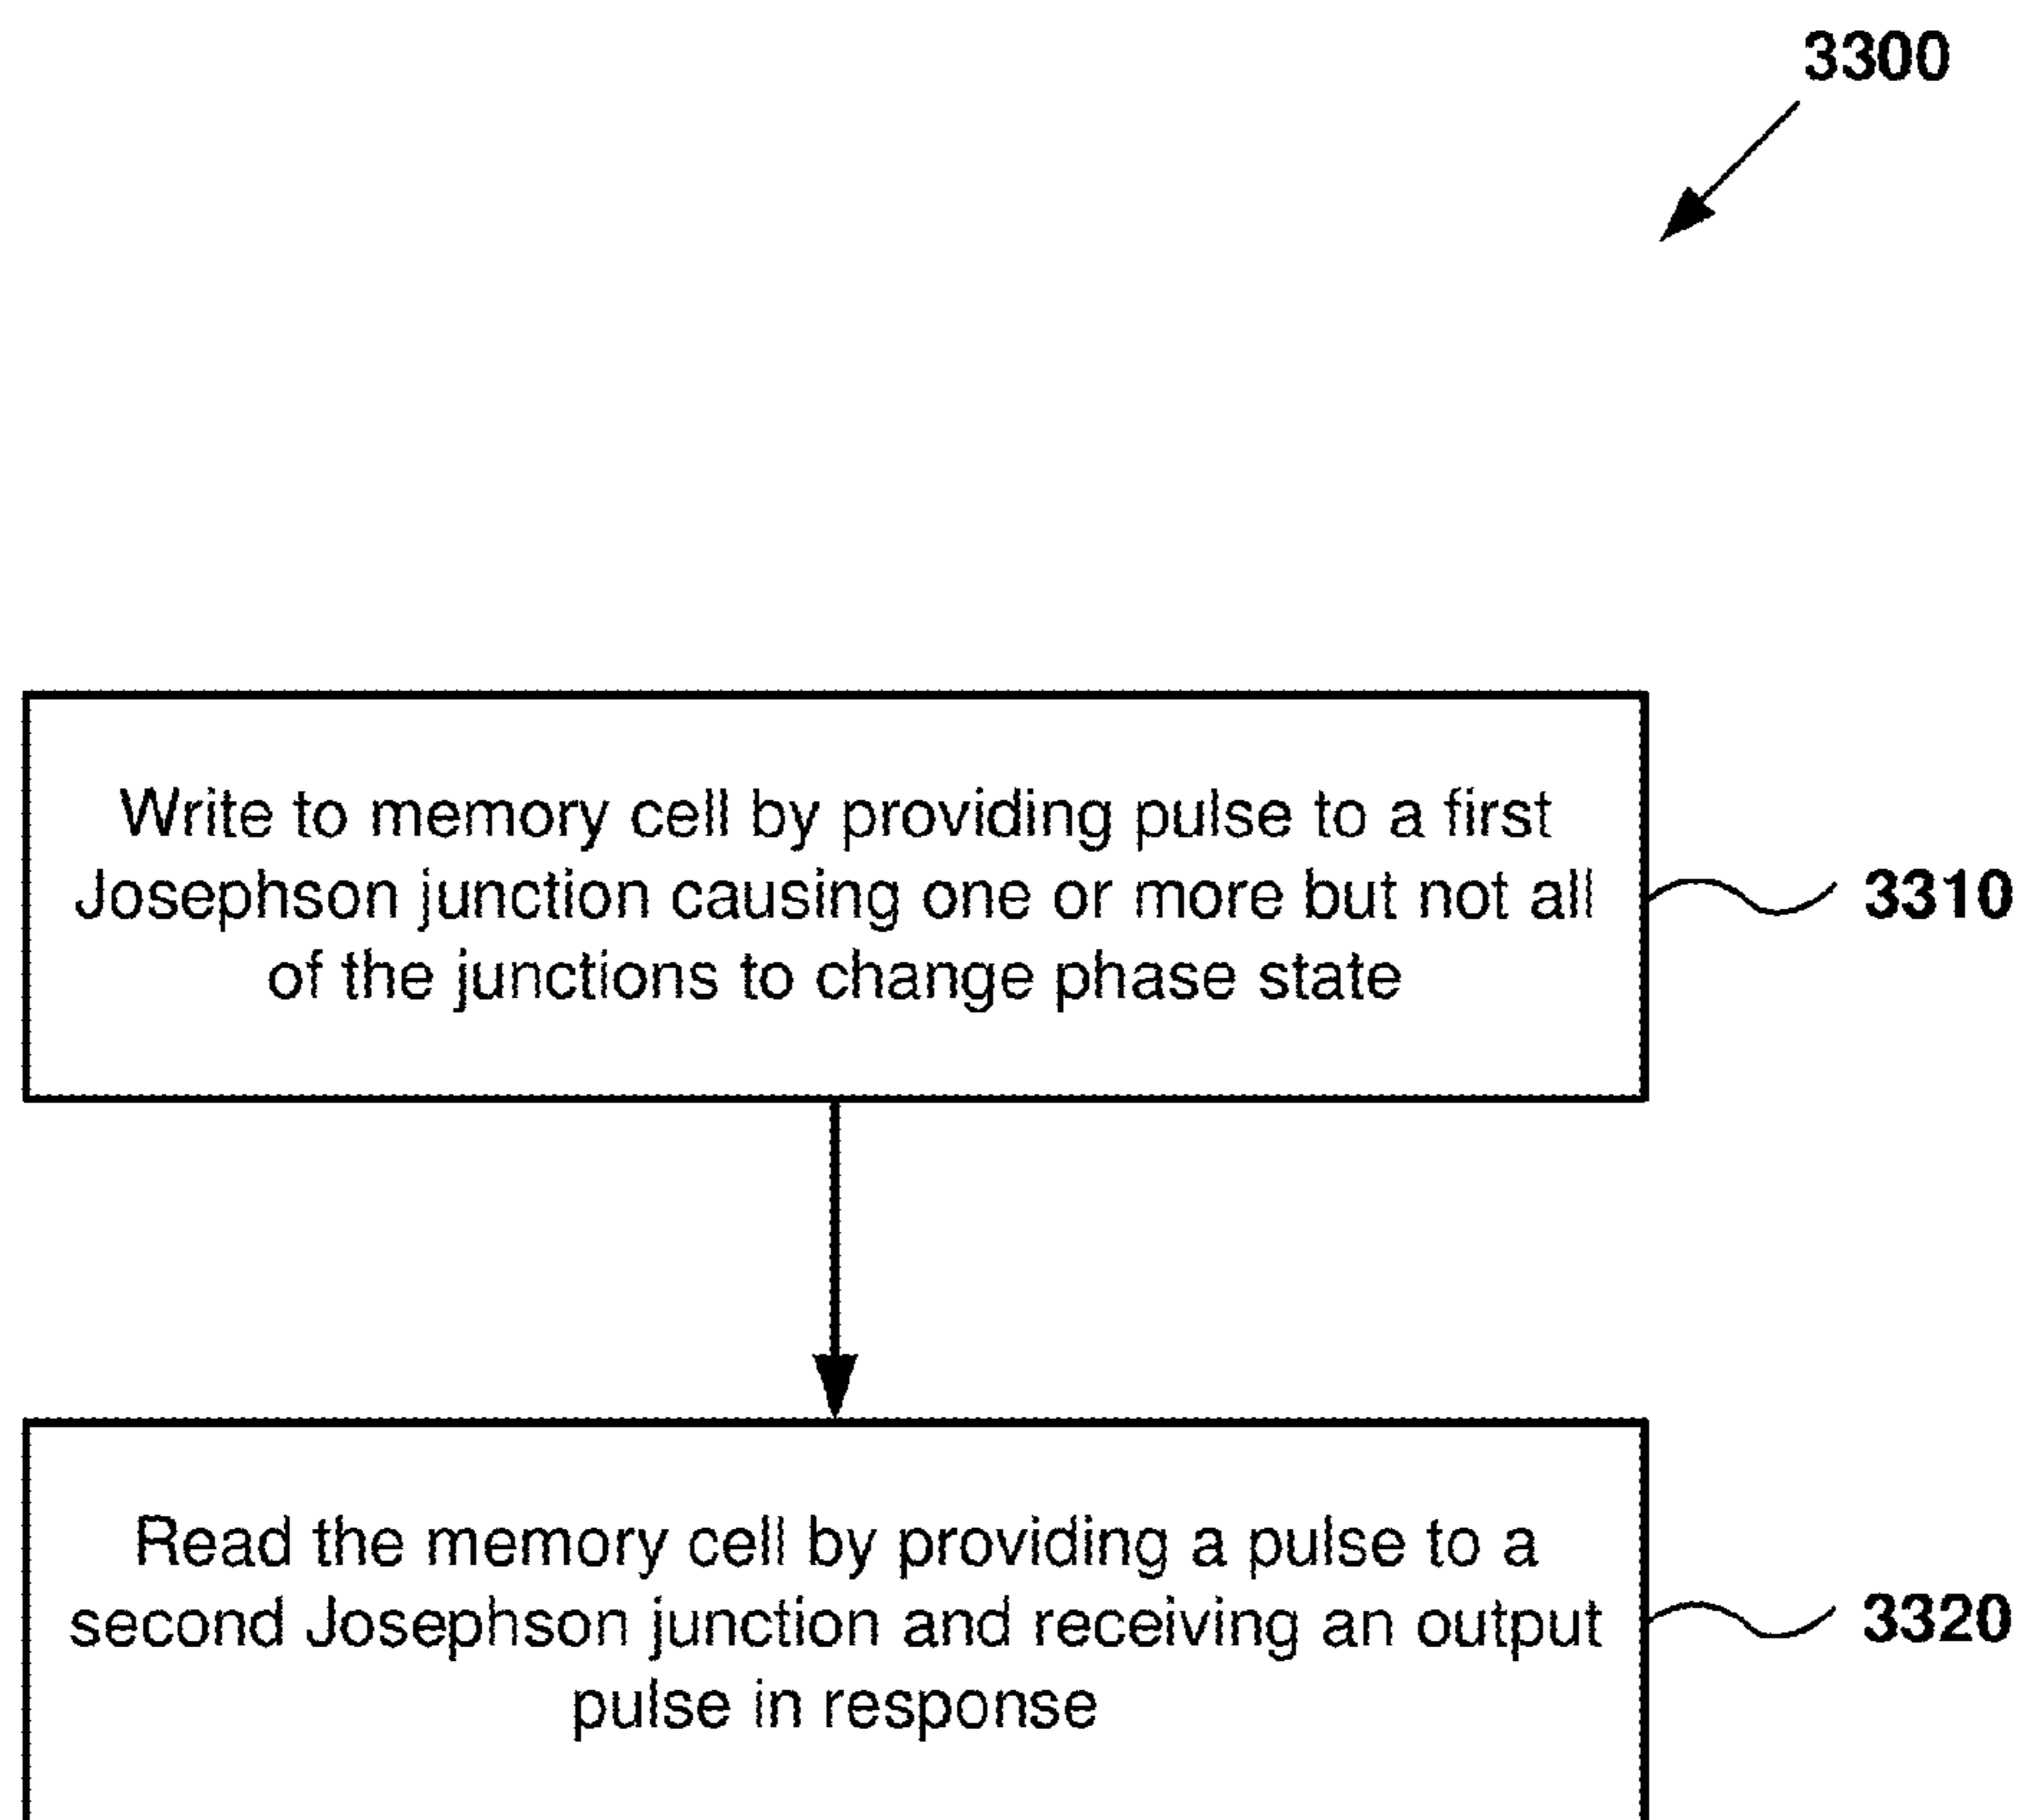 3300
Write to memory cell by providing pulse to a first
Josephson junction causing one or more but not all
of the junctions to change phase state
3310
Read the memory cell by providing a pulse to a
second Josephson junction and receiving an output
pulse in response
3320